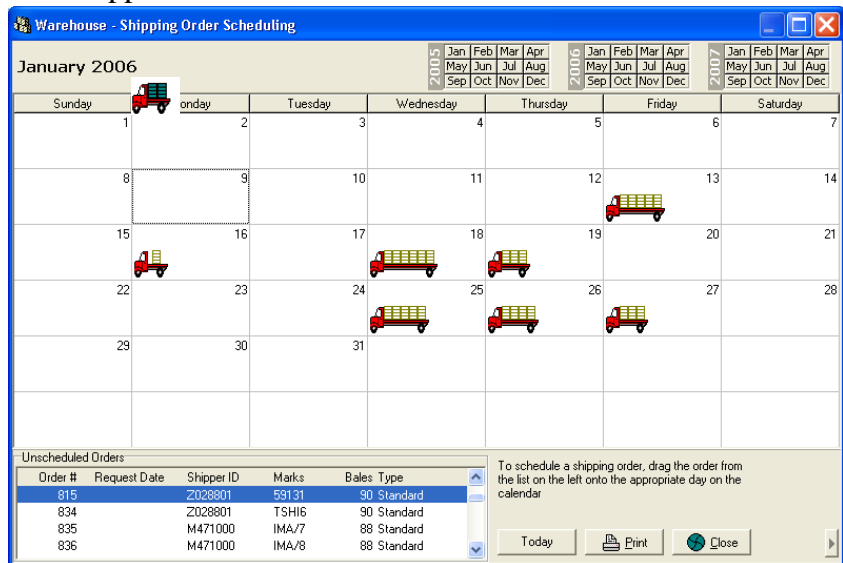 Warehouse - Shipping Order Scheduling
January 2006
2005 Jan Feb Mar Apr May Jun Jul Aug Sep Oct Nov Dec
2006 Jan Feb Mar Apr May Jun Jul Aug Sep Oct Nov Dec
2007 Jan Feb Mar Apr May Jun Jul Aug Sep Oct Nov Dec
Sunday onday Tuesday Wednesday Thursday Friday Saturday
1 2 3 4 5 6 7
8 9 10 11 12 13 14
15 16 17 18 19 20 21
22 23 24 25 26 27 28
29 30 31
Unscheduled Orders
Order # Request Date Shipper ID Marks Bales Type
815 Z028801 59131 90 Standard
834 Z028801 TSHI6 90 Standard
835 M471000 IMA/7 88 Standard
836 M471000 IMA/8 88 Standard
To schedule a shipping order, drag the order from
the list on the left onto the appropriate day on the
calendar
Today Print Close